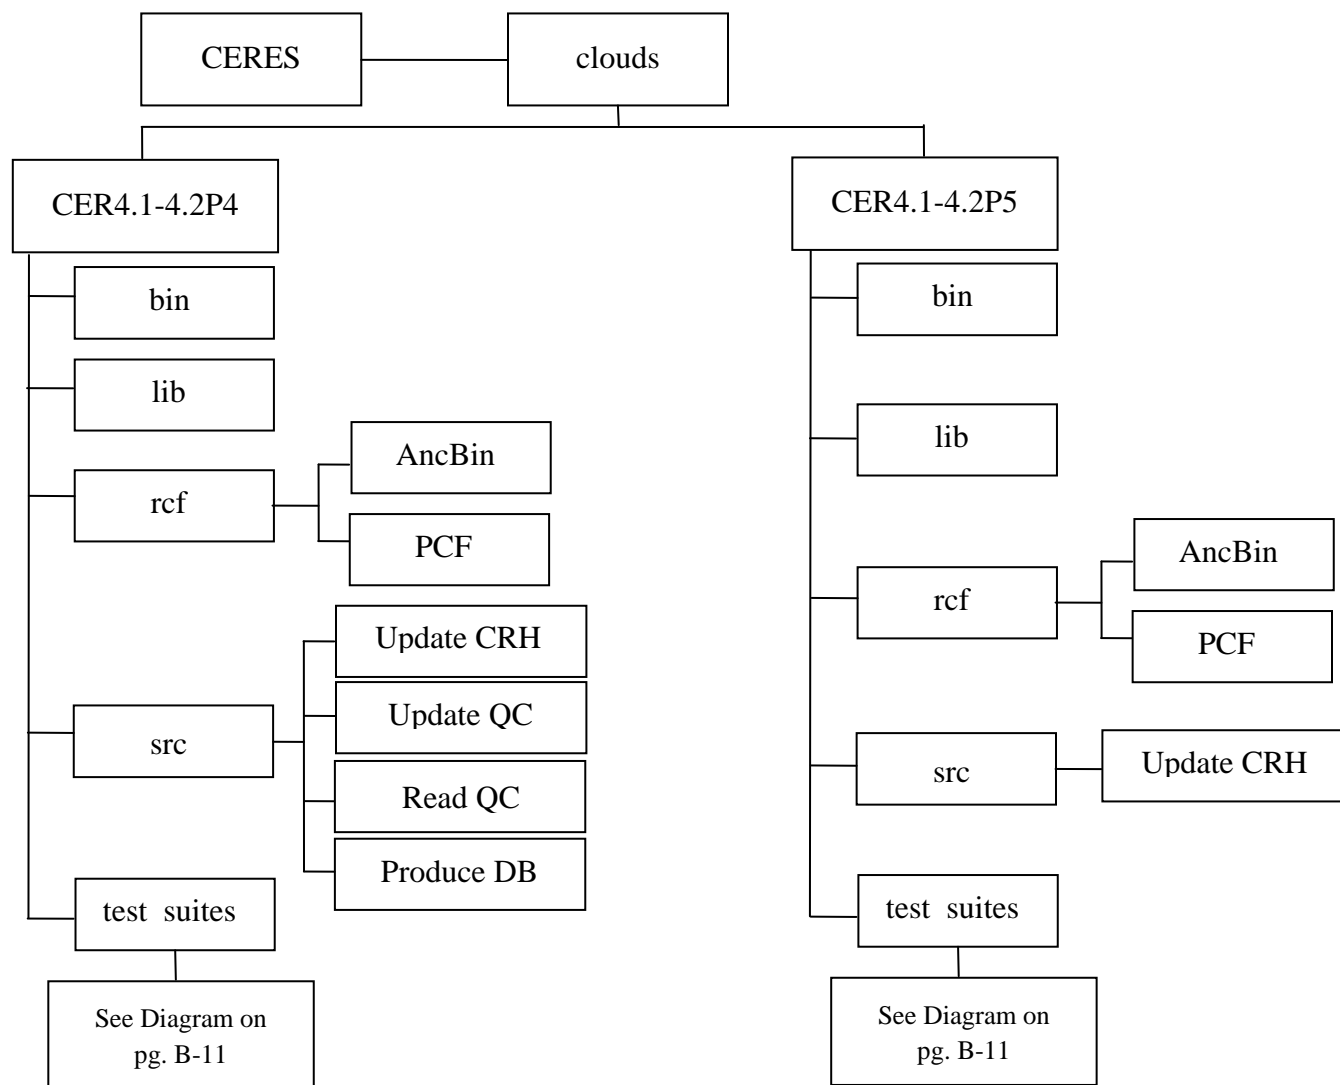 CERES
clouds
CER4.1-4.2P4
bin
lib
rcf
AncBin
PCF
src
Update CRH
Update QC
Read QC
Produce DB
test suites
See Diagram on
pg. B-11
CER4.1-4.2P5
bin
lib
rcf
AncBin
PCF
src
Update CRH
test suites
See Diagram on
pg. B-11